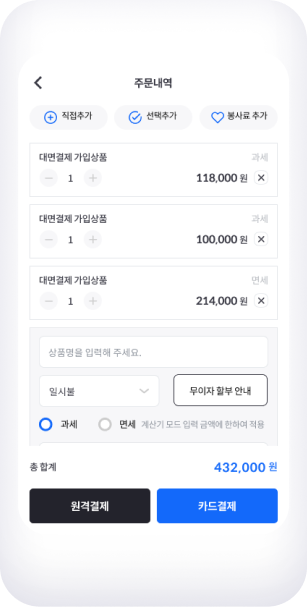 주문내역
직접추가 선택추가 봉사료 추가
대면결제 가입상품 과세
1 118,000 원
대면결제 가입상품 과세
1 100,000 원
대면결제 가입상품 면세
1 214,000 원
상품명을 입력해 주세요.
일시불 무이자 할부 안내
과세 면세 계산기 모드 입력 금액에 한하여 적용
총 합계 432,000 원
원격결제 카드결제